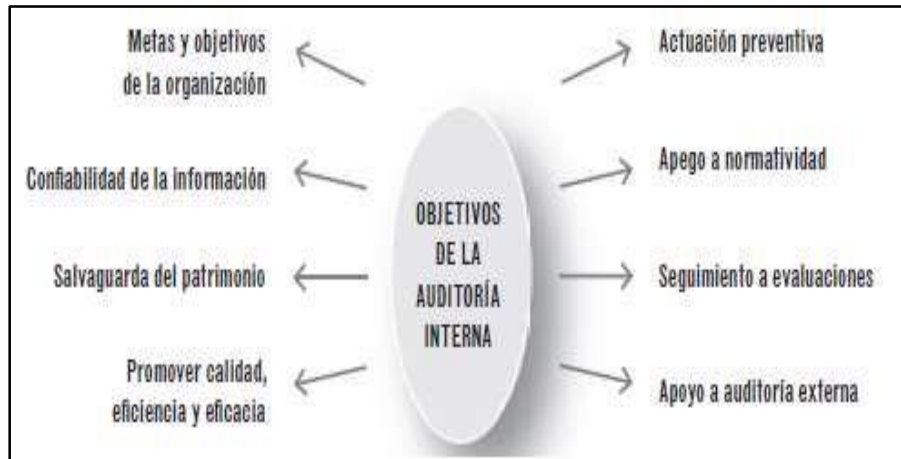 Metas y objetivos
de la organización
Confiabilidad de la información
Salvaguarda del patrimonio
Promover calidad,
eficiencia y eficacia
OBJETIVOS
DE LA
AUDITORÍA
INTERNA
Actuación preventiva
Apego a normatividad
Seguimiento a evaluaciones
Apoyo a auditoría externa